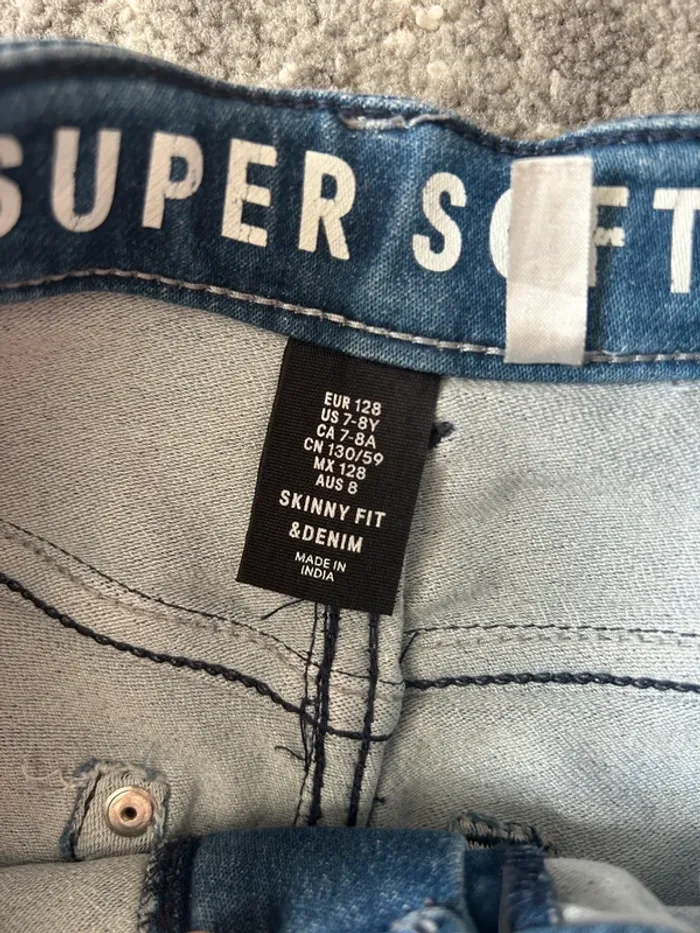 SUPER SOFT
EUR 128
US 7-8Y
CA 7-8A
CN 130/59
MX 128
AUS 8
SKINNY FIT
&DENIM
MADE IN
INDIA